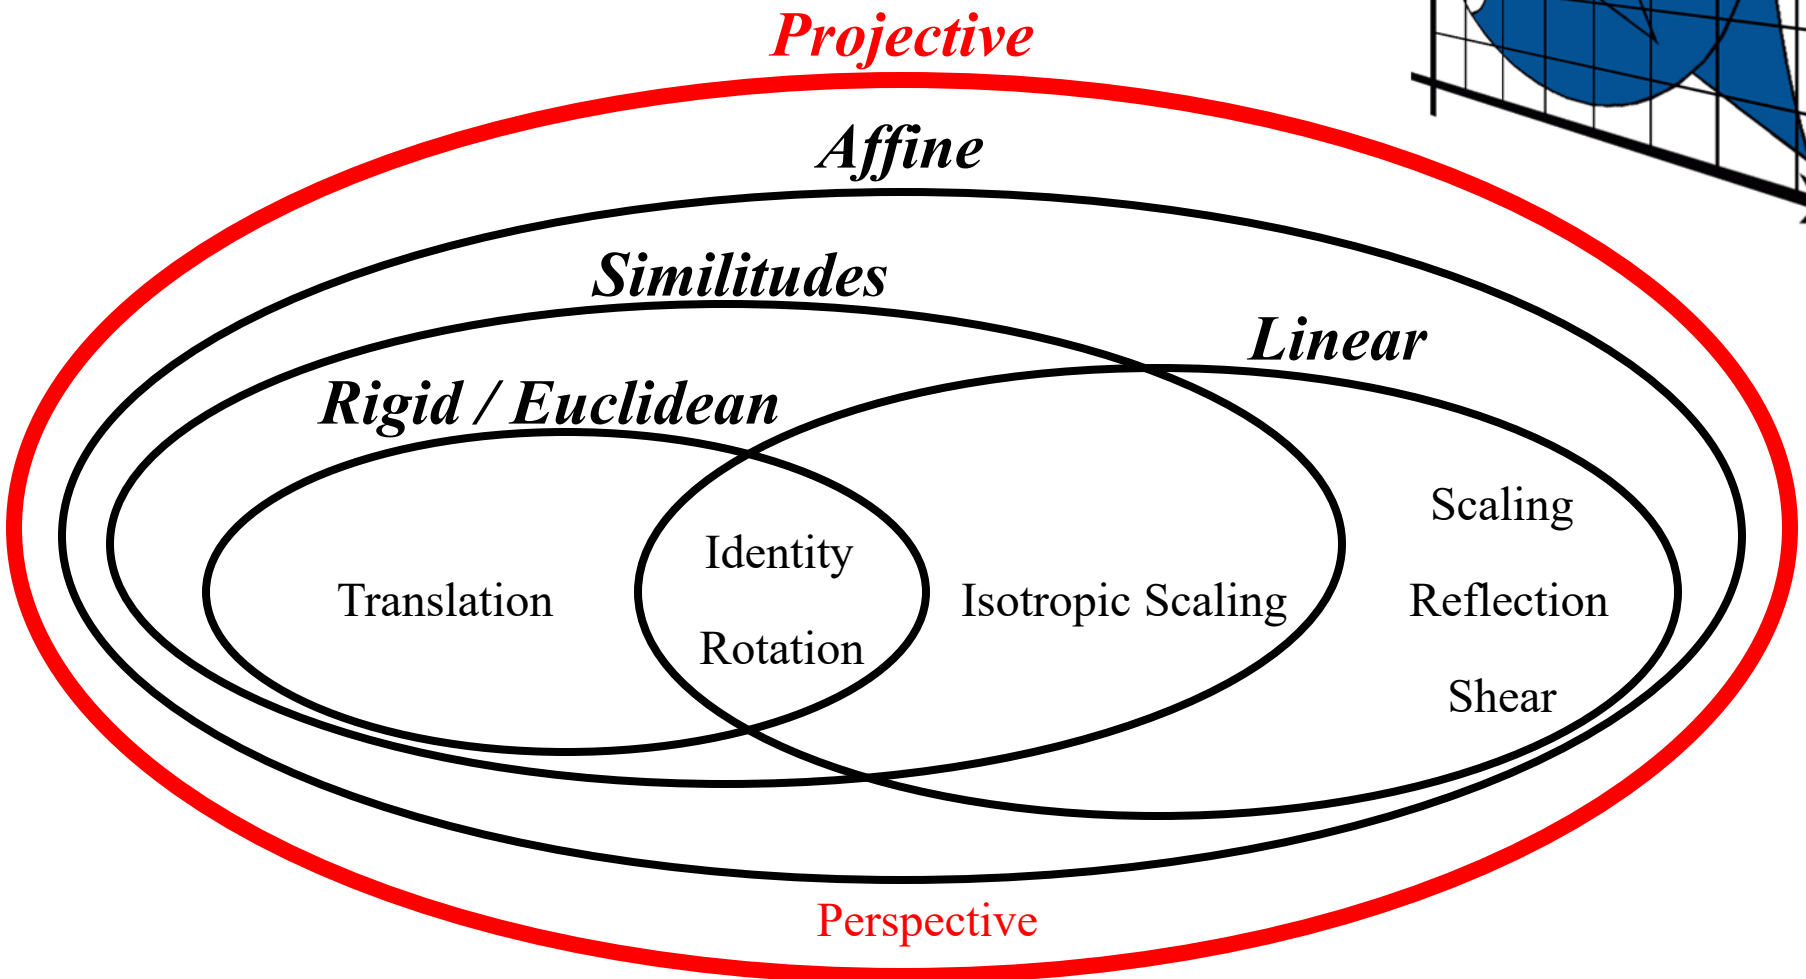 Projective
Affine
Similitudes
Linear
Rigid / Euclidean
Scaling
Identity
Translation
Isotropic Scaling
Reflection
Rotation
Shear
Perspective